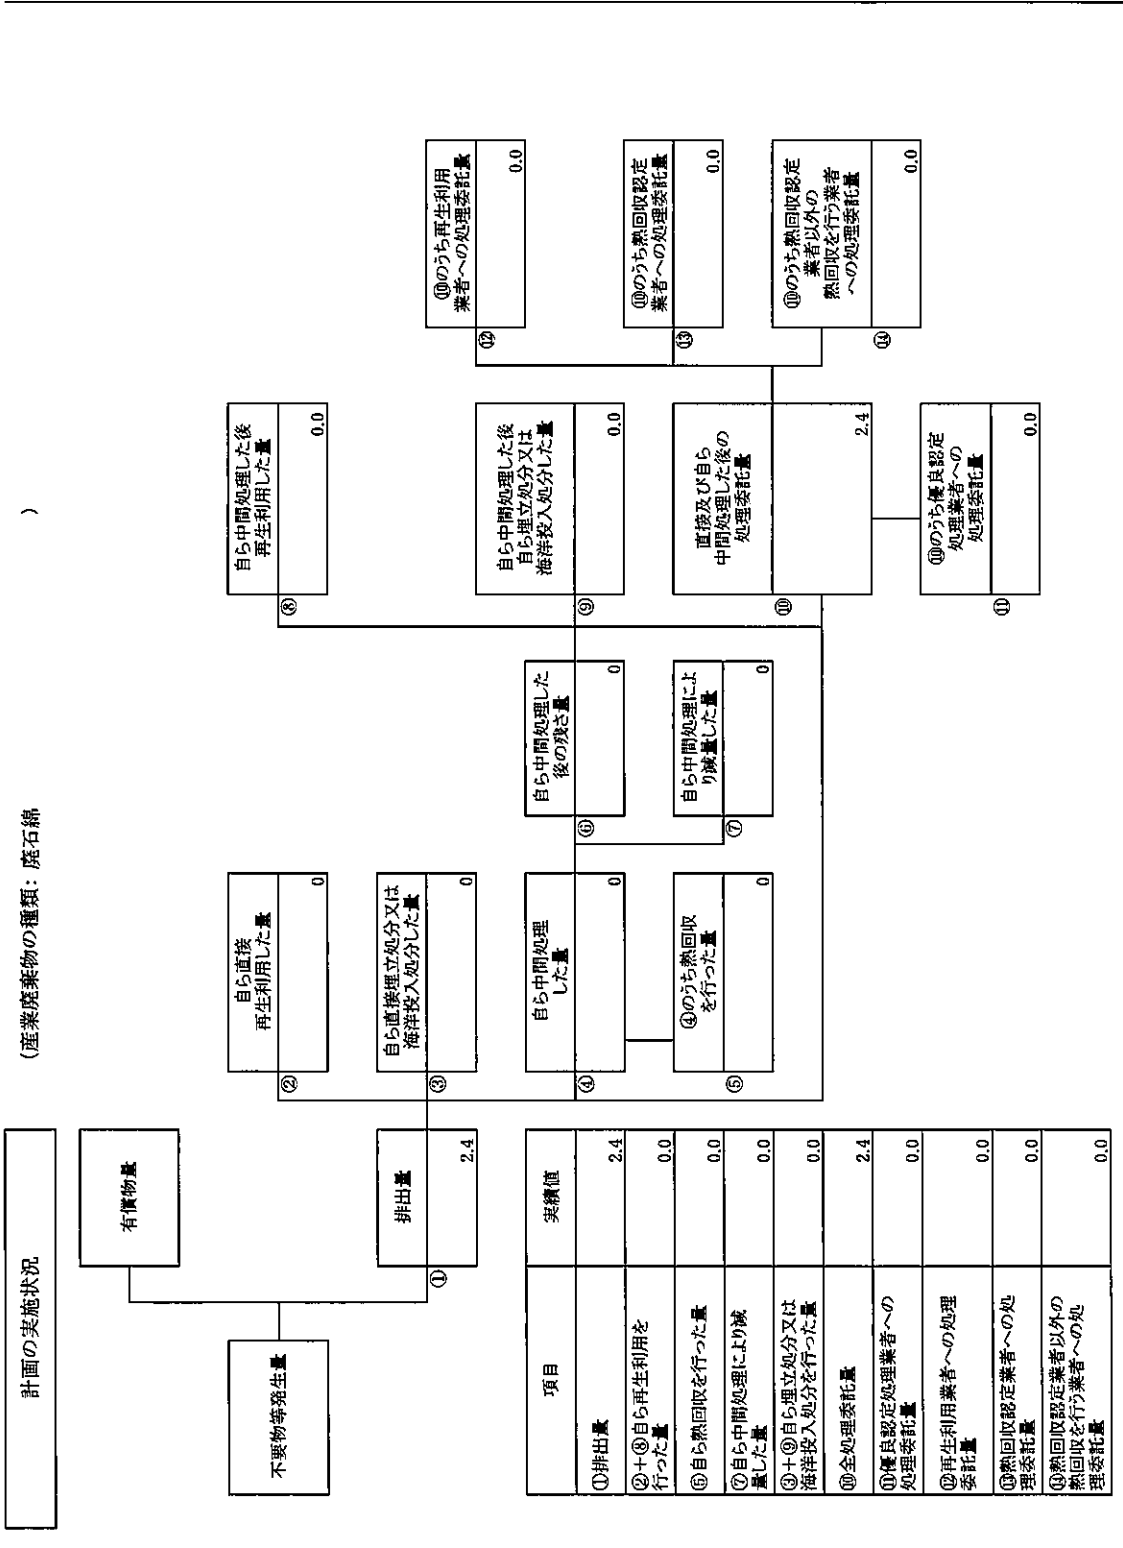 計画の実施状況
(産業廃棄物の種類：廃石綿
)
不要物等発生量
有償物量
①
排出量
2.4
②
自ら直接
再生利用した量
0
③
自ら直接埋立処分又は
海洋投入処分した量
0
④
自ら中間処理
した量
0
⑤
④のうち熱回収
を行った量
0
⑥
自ら中間処理した
後の残さ量
0
⑦
自ら中間処理によ
り減量した量
0
⑧
自ら中間処理した後
再生利用した量
0.0
⑨
自ら中間処理した後
自ら埋立処分又は
海洋投入処分した量
0.0
⑩
直接及び自ら
中間処理した後の
処理委託量
2.4
⑪
⑩のうち優良認定
処理業者への
処理委託量
0.0
⑫
⑩のうち再生利用
業者への処理委託量
0.0
⑬
⑩のうち熱回収認定
業者への処理委託量
0.0
⑭
⑩のうち熱回収認定
業者以外の
熱回収を行う業者
への処理委託量
0.0
項目 実績値
①排出量 2.4
②＋⑧自ら再生利用を
行った量 0.0
⑤自ら熱回収を行った量 0.0
⑦自ら中間処理により減
量した量 0.0
③＋⑨自ら埋立処分又は
海洋投入処分を行った量 0.0
⑩全処理委託量 2.4
⑪優良認定処理業者への
処理委託量 0.0
⑫再生利用業者への処理
委託量 0.0
⑬熱回収認定業者への処
理委託量 0.0
⑭熱回収認定業者以外の
熱回収を行う業者への処
理委託量 0.0